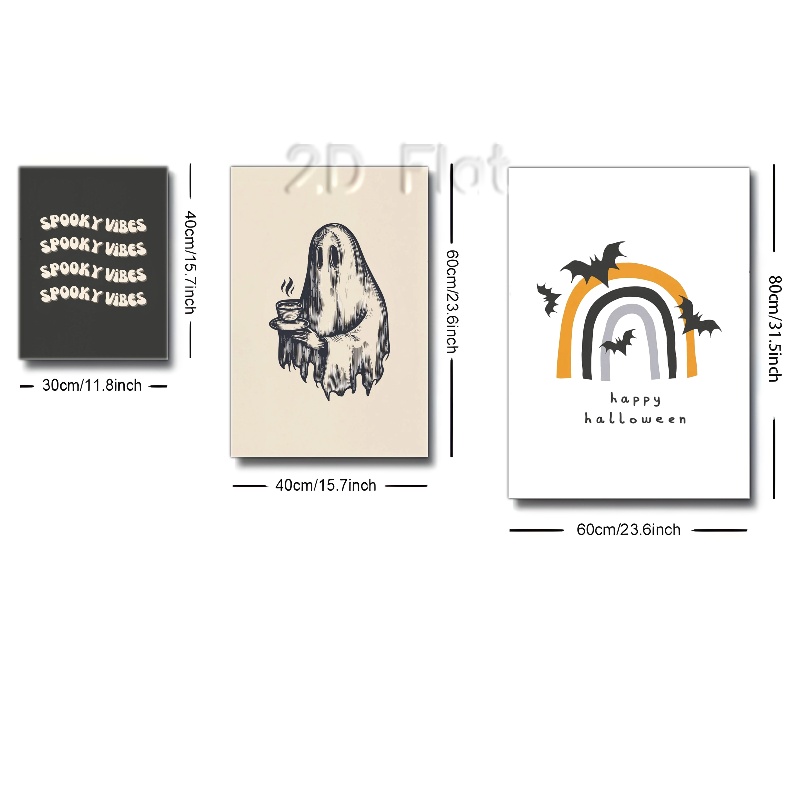 2D Flat
SPOOKY ViBES
SPOOKY ViBES
SPOOKY ViBES
SPOOKY ViBES
40cm/15.7inch
30cm/11.8inch
60cm/23.6inch
40cm/15.7inch
happy
halloween
80cm/31.5inch
60cm/23.6inch